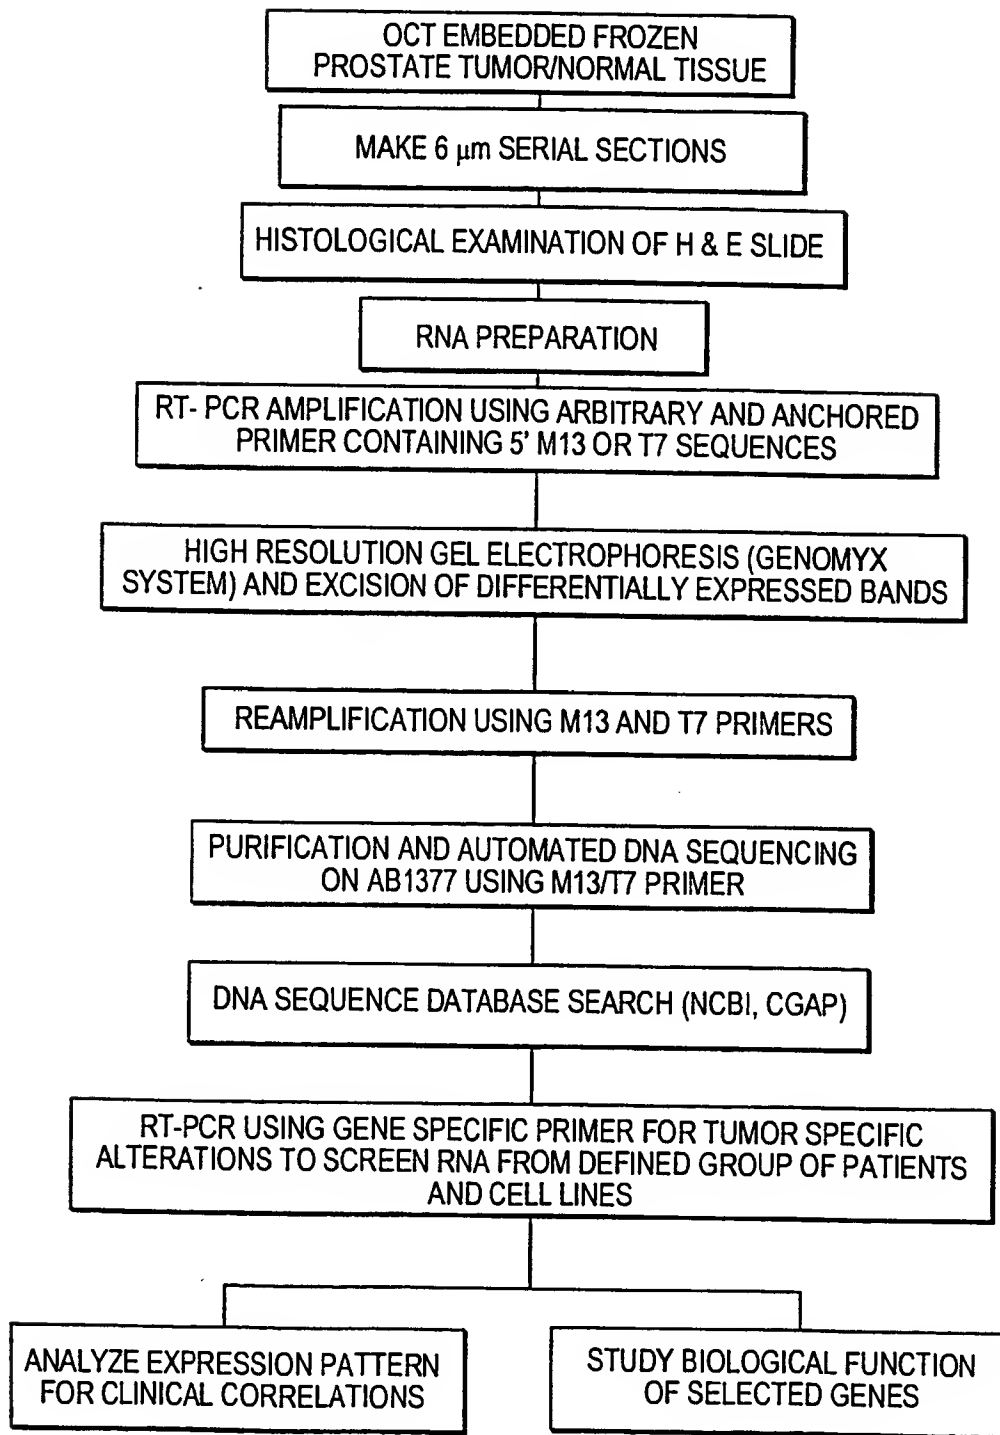 OCT EMBEDDED FROZEN
PROSTATE TUMOR/NORMAL TISSUE
MAKE 6 µm SERIAL SECTIONS
HISTOLOGICAL EXAMINATION OF H & E SLIDE
RNA PREPARATION
RT- PCR AMPLIFICATION USING ARBITRARY AND ANCHORED
PRIMER CONTAINING 5' M13 OR T7 SEQUENCES
HIGH RESOLUTION GEL ELECTROPHORESIS (GENOMYX
SYSTEM) AND EXCISION OF DIFFERENTIALLY EXPRESSED BANDS
REAMPLIFICATION USING M13 AND T7 PRIMERS
PURIFICATION AND AUTOMATED DNA SEQUENCING
ON AB1377 USING M13/T7 PRIMER
DNA SEQUENCE DATABASE SEARCH (NCBI, CGAP)
RT-PCR USING GENE SPECIFIC PRIMER FOR TUMOR SPECIFIC
ALTERATIONS TO SCREEN RNA FROM DEFINED GROUP OF PATIENTS
AND CELL LINES
ANALYZE EXPRESSION PATTERN
FOR CLINICAL CORRELATIONS
STUDY BIOLOGICAL FUNCTION
OF SELECTED GENES